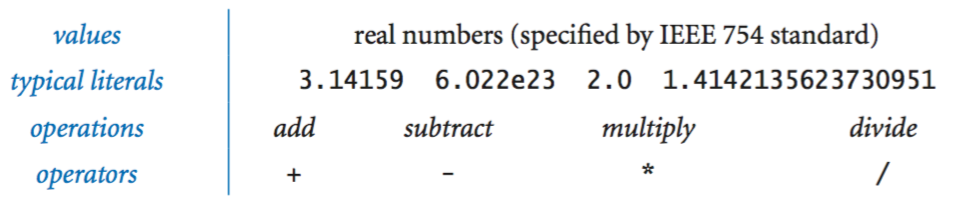 values real numbers (specified by IEEE 754 standard)
typical literals 3.14159 6.022e23 2.0 1.4142135623730951
operations add subtract multiply divide
operators + - * /